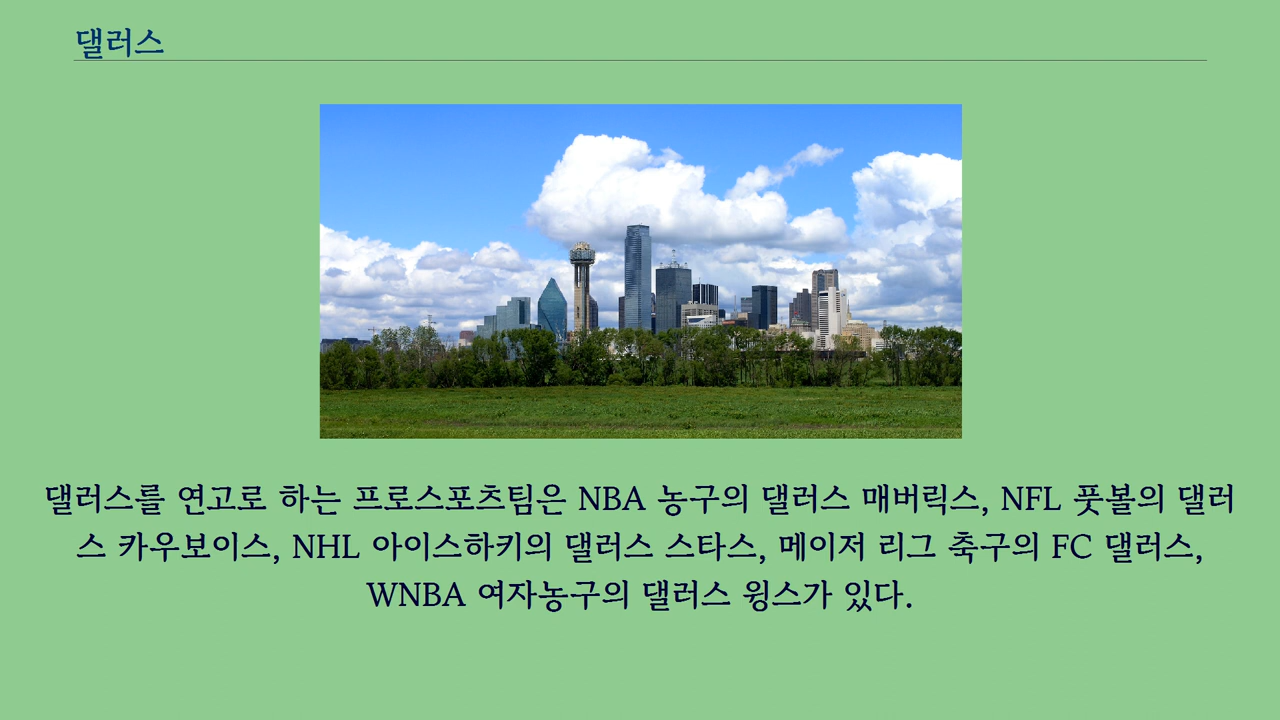 댈러스
댈러스를 연고로 하는 프로스포츠팀은 NBA 농구의 댈러스 매버릭스, NFL 풋볼의 댈러
스 카우보이스, NHL 아이스하키의 댈러스 스타스, 메이저 리그 축구의 FC 댈러스,
WNBA 여자농구의 댈러스 윙스가 있다.